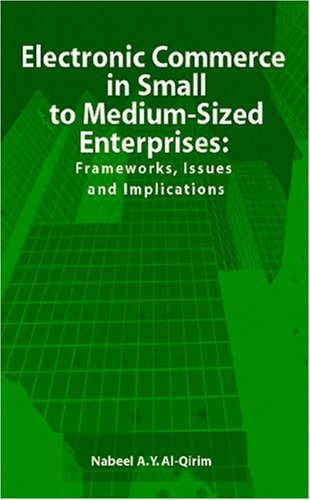 Electronic Commerce
in Small
to Medium-Sized
Enterprises:
Frameworks, Issues
and Implications
Nabeel A.Y. Al-Qirim